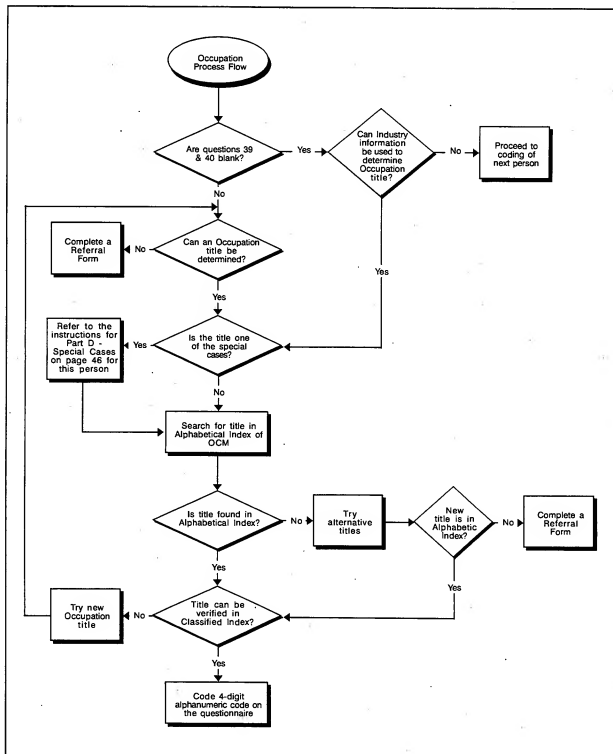 Occupation
Process Flow
Are questions 39
& 40 blank?
Yes
Can Industry
information
be used to
determine
Occupation
title?
No
Proceed to
coding of
next person
No
Complete a
Referral
Form
No
Can an Occupation
title be
determined?
Yes
Yes
Refer to the
instructions for
Part D -
Special Cases
on page 46 for
this person
Yes
Is the title one
of the special
cases?
No
Search for title in
Alphabetical Index of
OCM
Is title found in
Alphabetical Index?
No
Try
alternative
titles
New
title is in
Alphabetic
Index?
No
Complete a
Referral
Form
Yes
Yes
Try new
Occupation
title
No
Title can be
verified in
Classified Index?
Yes
Code 4-digit
alphanumeric code on
the questionnaire